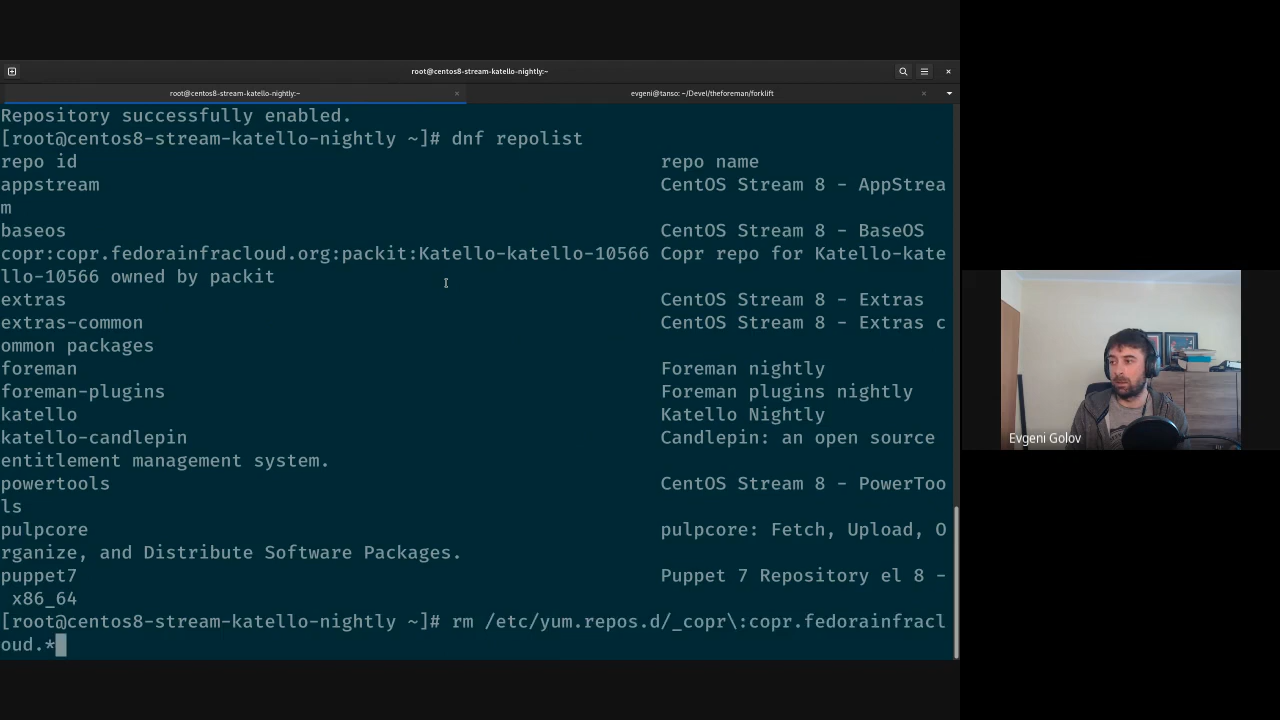 root@centos8-stream-katello-nightly:~
root@centos8-stream-katello-nightly:~
evgeni@tanso: ~/Devel/theforeman/forklift
Repository successfully enabled.
[root@centos8-stream-katello-nightly ~]# dnf repolist
repo id repo name
appstream CentOS Stream 8 - AppStrea
m
baseos CentOS Stream 8 - BaseOS
copr:copr.fedorainfracloud.org:packit:Katello-katello-10566 Copr repo for Katello-kate
llo-10566 owned by packit
extras CentOS Stream 8 - Extras
extras-common CentOS Stream 8 - Extras c
ommon packages
foreman Foreman nightly
foreman-plugins Foreman plugins nightly
katello Katello Nightly
katello-candlepin Candlepin: an open source
entitlement management system.
powertools CentOS Stream 8 - PowerToo
ls
pulpcore pulpcore: Fetch, Upload, O
rganize, and Distribute Software Packages.
puppet7 Puppet 7 Repository el 8 -
x86_64
[root@centos8-stream-katello-nightly ~]# rm /etc/yum.repos.d/_copr\:copr.fedorainfracl
oud.*
Evgeni Golov